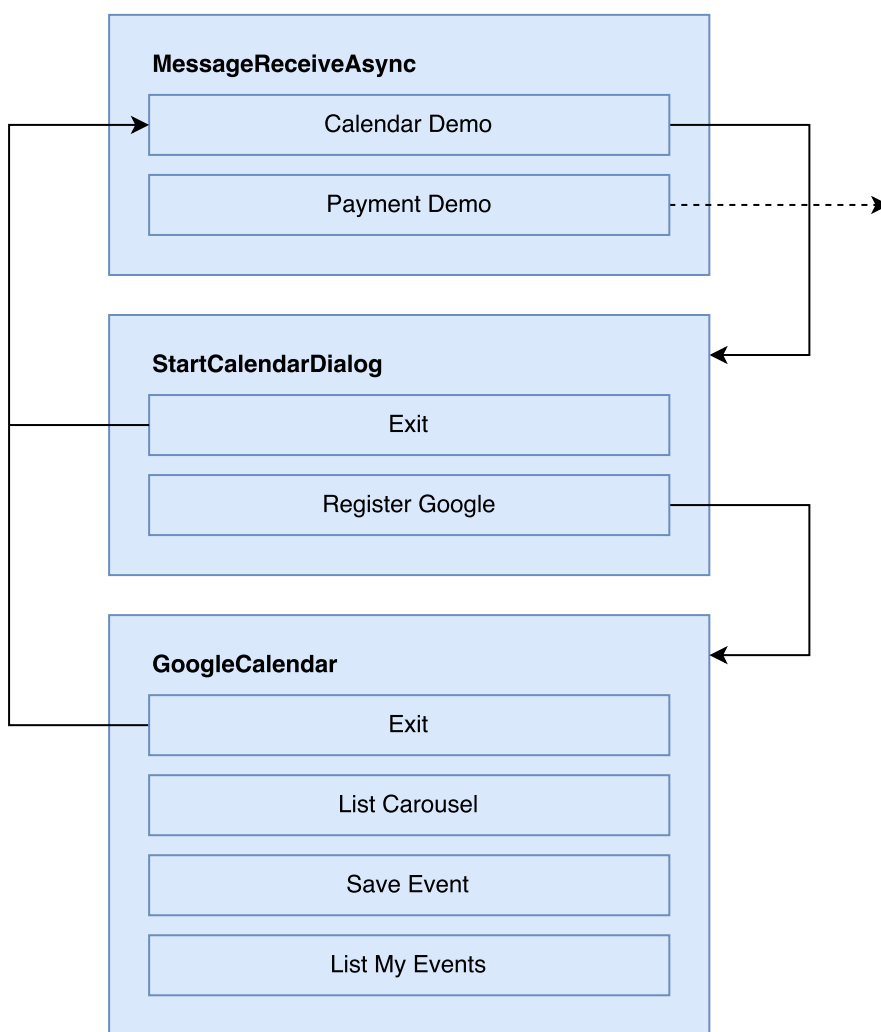 MessageReceiveAsync
Calendar Demo
Payment Demo
StartCalendarDialog
Exit
Register Google
GoogleCalendar
Exit
List Carousel
Save Event
List My Events